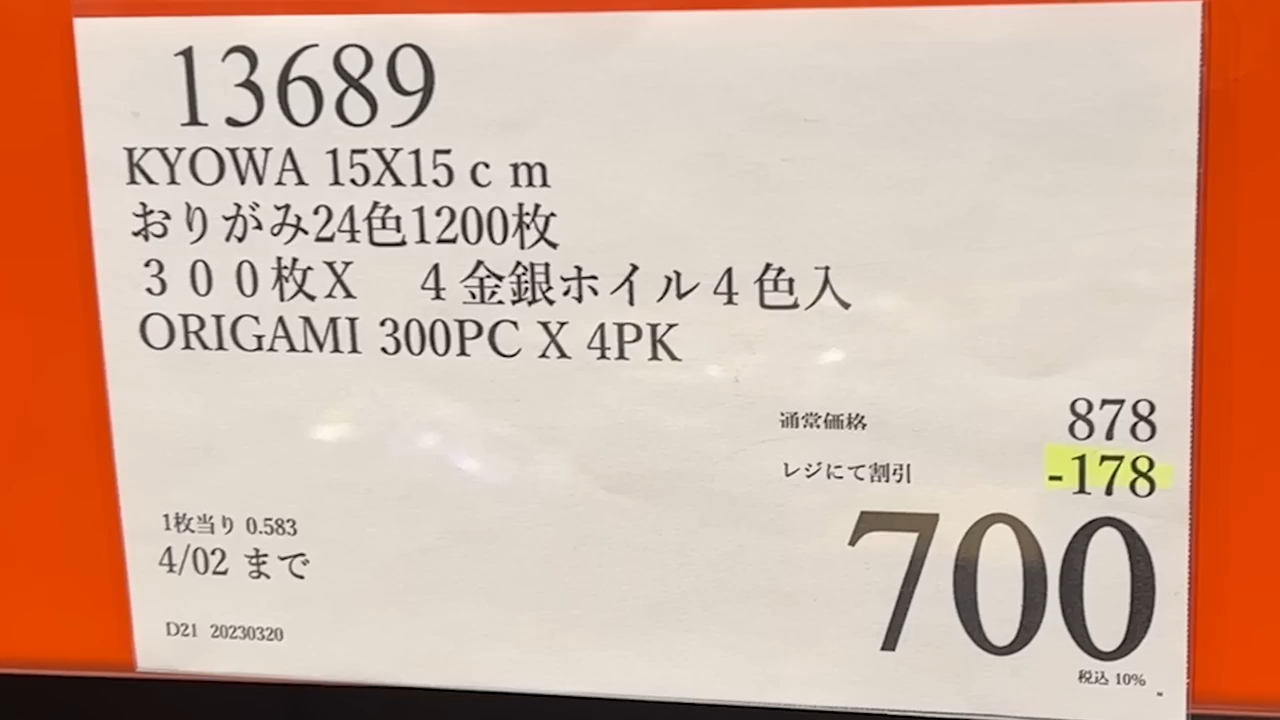 13689
KYOWA 15X15ｃｍ
おりがみ24色1200枚
３００枚X　４金銀ホイル４色入
ORIGAMI 300PC X 4PK
通常価格 878
レジにて割引 -178
700
1枚当り 0.583
4/02 まで
D21 20230320
税込 10%